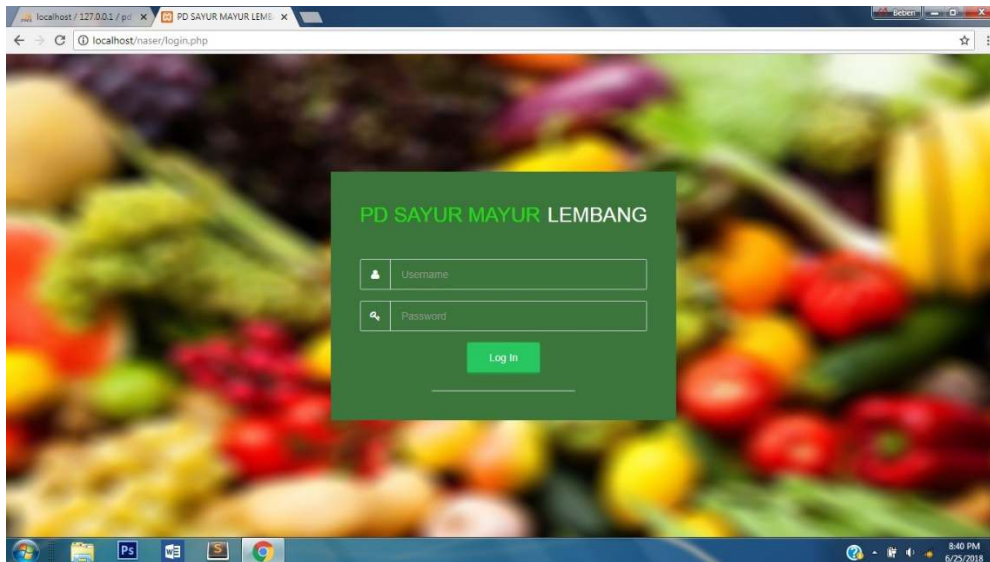 localhost / 127.0.0.1 / pd
PD SAYUR MAYUR LEMB
Beben
localhost/naser/login.php
PD SAYUR MAYUR LEMBANG
Username
Password
Log In
Ps
W
S
8:40 PM
6/25/2018